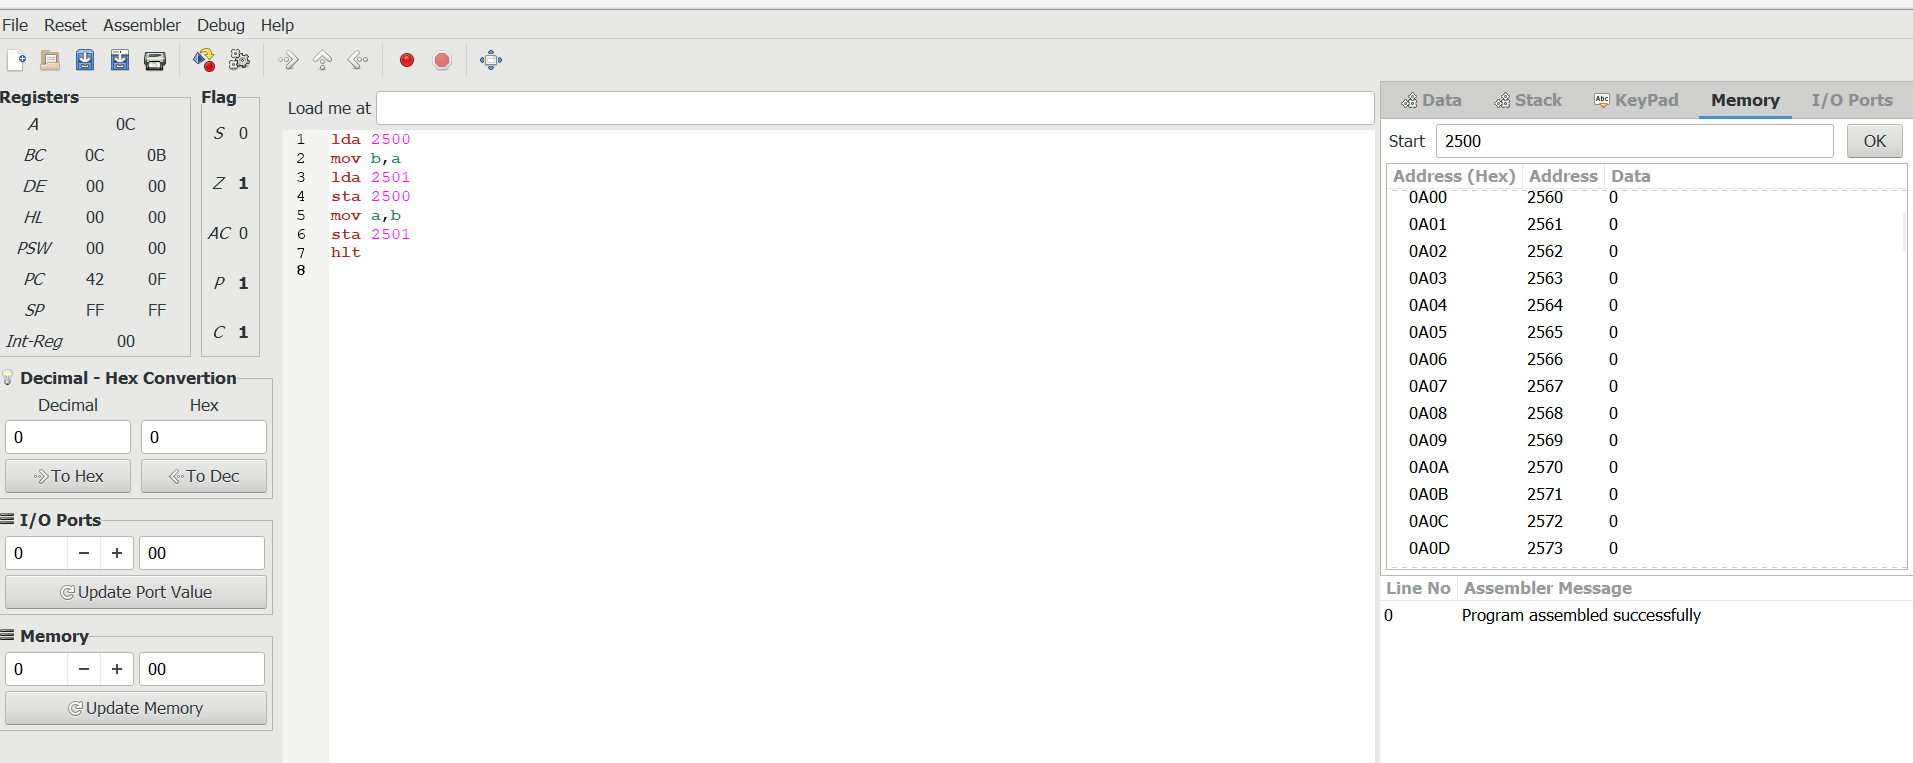 File Reset Assembler Debug Help
Registers
A 0C
BC 0C 0B
DE 00 00
HL 00 00
PSW 00 00
PC 42 0F
SP FF FF
Int-Reg 00
Flag
S 0
Z 1
AC 0
P 1
C 1
Decimal - Hex Convertion
Decimal Hex
0 0
To Hex To Dec
I/O Ports
0 − + 00
Update Port Value
Memory
0 − + 00
Update Memory
Load me at
1 lda 2500
2 mov b,a
3 lda 2501
4 sta 2500
5 mov a,b
6 sta 2501
7 hlt
8
Data Stack Abc KeyPad Memory I/O Ports
Start 2500 OK
Address (Hex) Address Data
0A00 2560 0
0A01 2561 0
0A02 2562 0
0A03 2563 0
0A04 2564 0
0A05 2565 0
0A06 2566 0
0A07 2567 0
0A08 2568 0
0A09 2569 0
0A0A 2570 0
0A0B 2571 0
0A0C 2572 0
0A0D 2573 0
Line No Assembler Message
0 Program assembled successfully